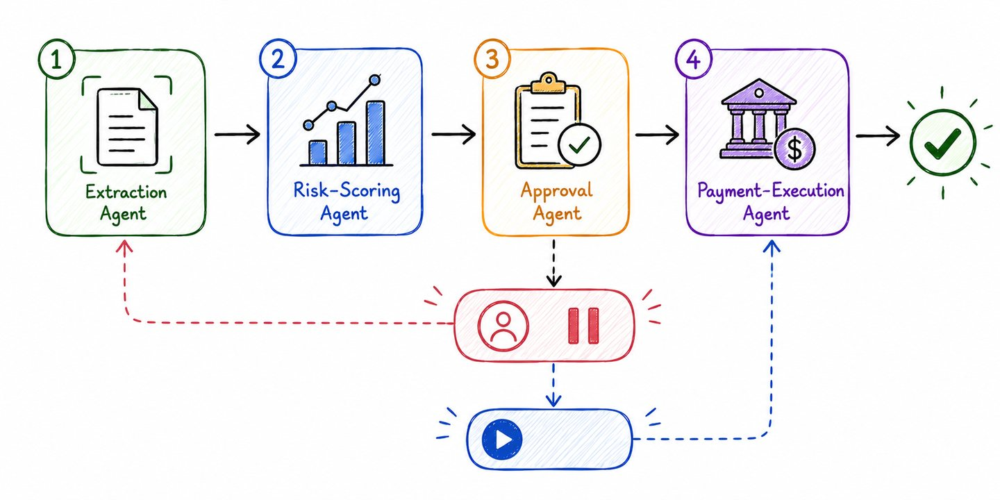 1
Extraction
Agent
2
Risk-Scoring
Agent
3
Approval
Agent
4
$
Payment-Execution
Agent